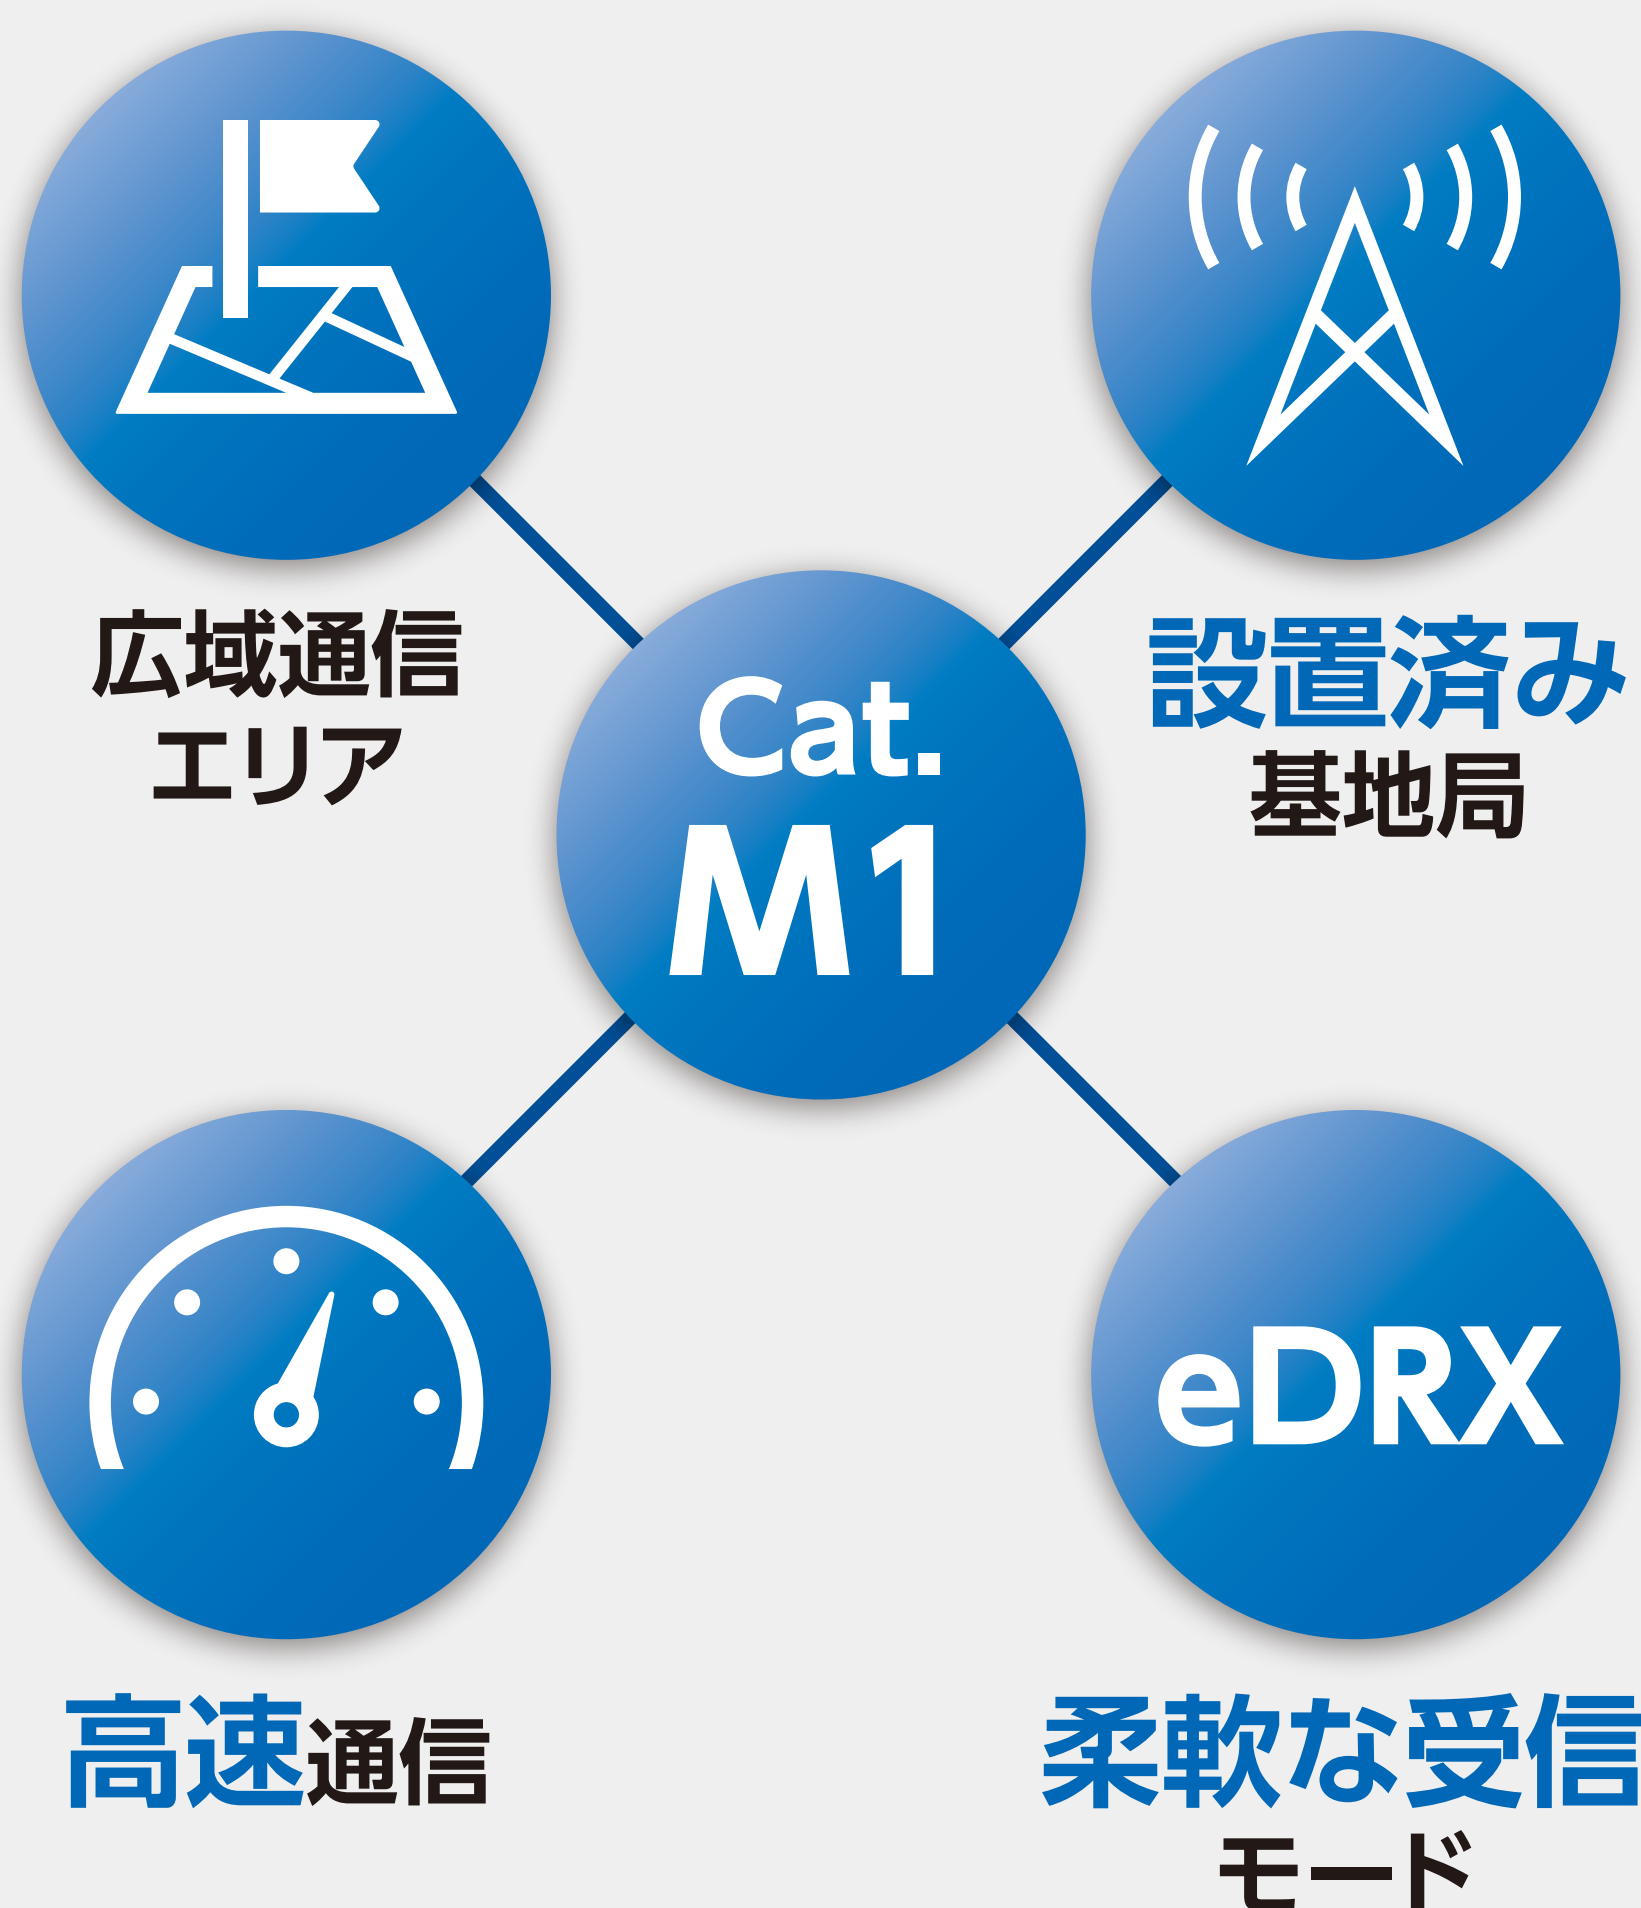 広域通信
エリア
設置済み
基地局
Cat.
M1
高速通信
eDRX
柔軟な受信
モード